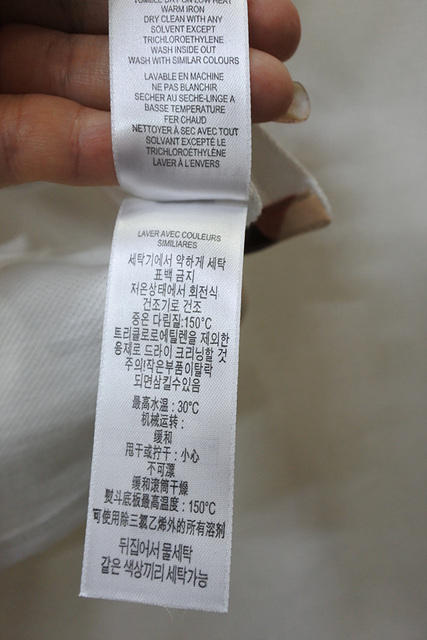 TUMBLE DRY ON LOW HEAT
WARM IRON
DRY CLEAN WITH ANY
SOLVENT EXCEPT
TRICHLOROETHYLENE
WASH INSIDE OUT
WASH WITH SIMILAR COLOURS
LAVABLE EN MACHINE
NE PAS BLANCHIR
SECHER AU SECHE-LINGE A
BASSE TEMPERATURE
FER CHAUD
NETTOYER À SEC AVEC TOUT
SOLVANT EXCEPTÉ LE
TRICHLOROÉTHYLÈNE
LAVER À L'ENVERS
LAVER AVEC COULEURS
SIMILIARES
세탁기에서 약하게 세탁
표백 금지
저온상태에서 회전식
건조기로 건조
중온 다림질:150°C
트리클로로에틸렌을 제외한
용제로 드라이 크리닝할 것
주의!작은부품이탈락
되면삼킬수있음
最高水温：30°C
机械运转：
缓和
甩干或拧干：小心
不可漂
缓和滚筒干燥
熨斗底板最高温度：150°C
可使用除三氯乙烯外的所有溶剂
뒤집어서 물세탁
같은 색상끼리 세탁가능